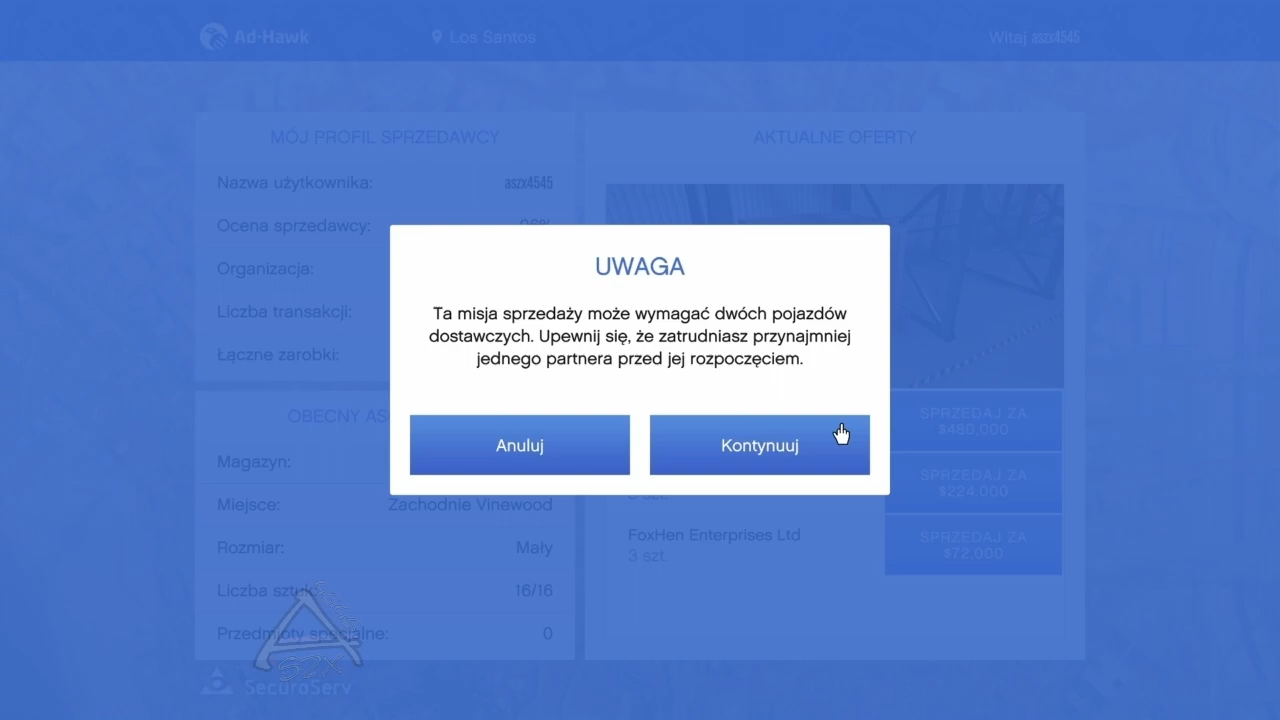 Ad-Hawk
Los Santos
Witaj aszx4545
MÓJ PROFIL SPRZEDAWCY
Nazwa użytkownika: aszx4545
Ocena sprzedawcy: 96%
Organizacja:
Liczba transakcji:
Łączne zarobki:
OBECNY
Magazyn:
Miejsce: Zachodnie Vinewood
Rozmiar: Mały
Liczba sztuk: 16/16
Przedmioty specjalne: 0
SecuroServ
AKTUALNE OFERTY
SPRZEDAJ ZA
$480,000
SPRZEDAJ ZA
$224,000
FoxHen Enterprises Ltd
3 szt.
SPRZEDAJ ZA
$72,000
UWAGA
Ta misja sprzedaży może wymagać dwóch pojazdów
dostawczych. Upewnij się, że zatrudniasz przynajmniej
jednego partnera przed jej rozpoczęciem.
Anuluj
Kontynuuj